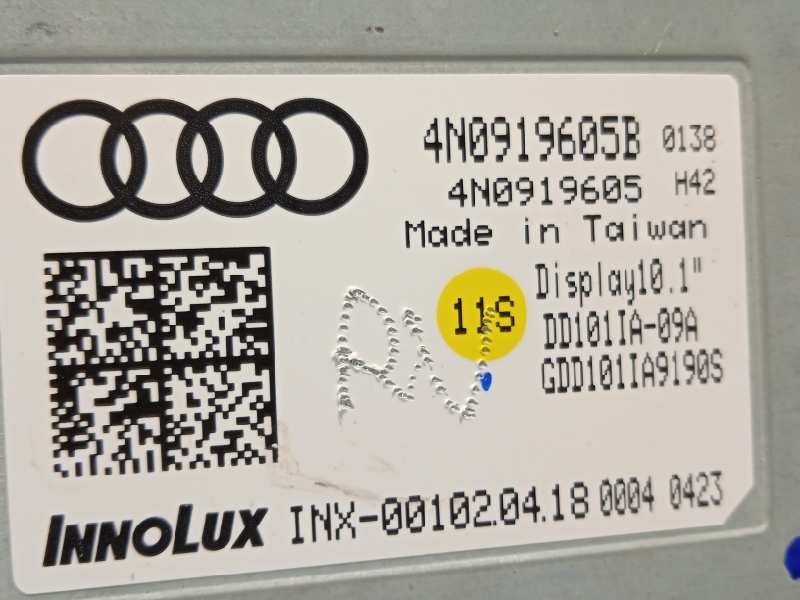 4N0919605B 0138
4N0919605 H42
Made in Taiwan
Display10.1"
11S
DD101IA-09A
GDD101IA9190S
RV
INNOLUX INX-00102.04.18 0004 0423